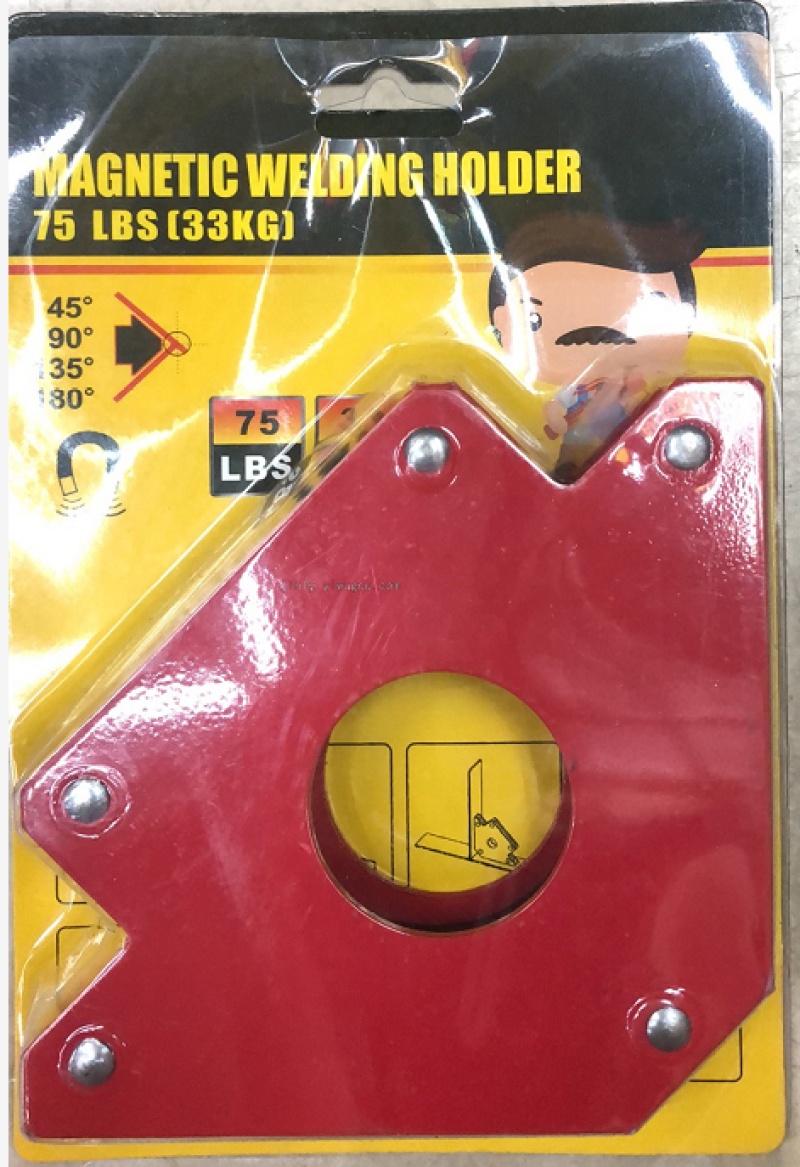 MAGNETIC WELDING HOLDER
75 LBS (33KG)
45°
90°
135°
180°
75
LBS